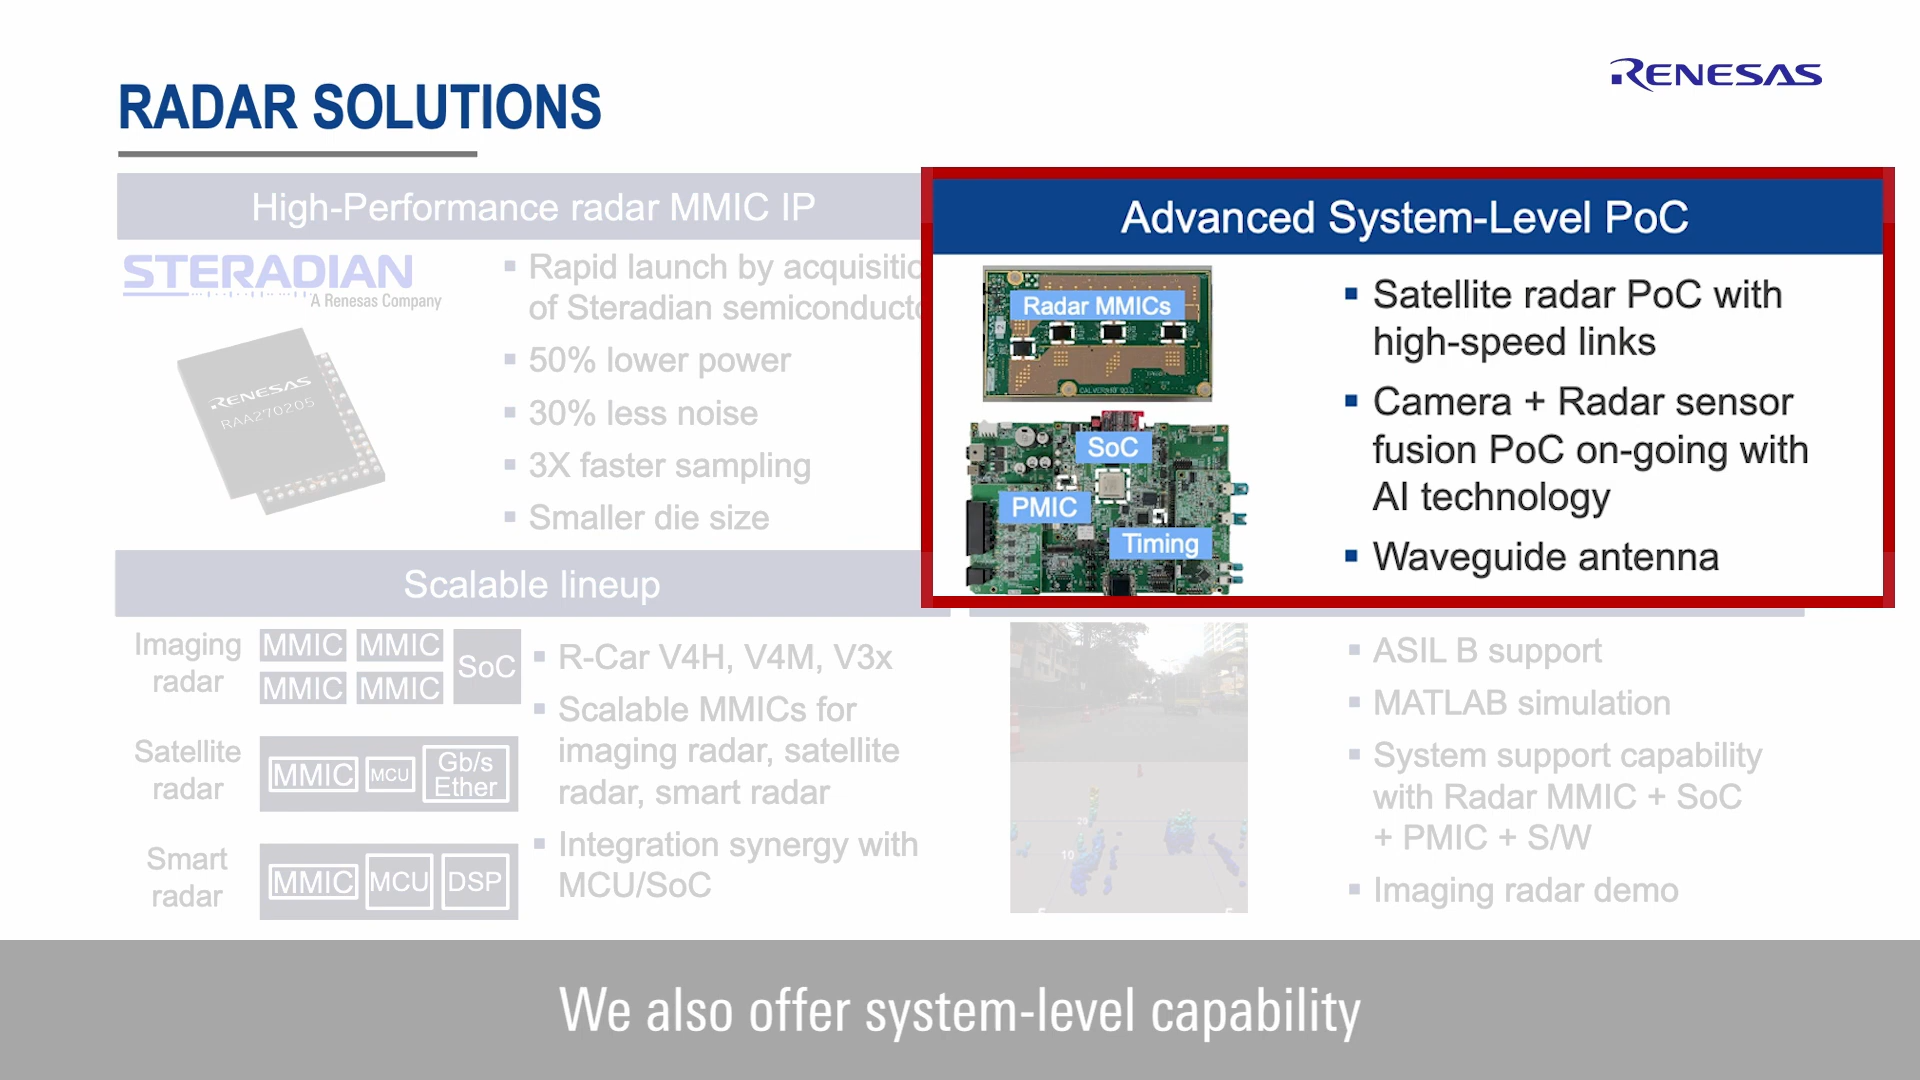 RENESAS
RADAR SOLUTIONS
High-Performance radar MMIC IP
STERADIAN
A Renesas Company
RENESAS
RAA270205
Rapid launch by acquisitio
of Steradian semiconducto
50% lower power
30% less noise
3X faster sampling
Smaller die size
Advanced System-Level PoC
Radar MMICs
SoC
PMIC
Timing
Satellite radar PoC with
high-speed links
Camera + Radar sensor
fusion PoC on-going with
AI technology
Waveguide antenna
Scalable lineup
Imaging
radar
MMIC MMIC
MMIC MMIC
SoC
Satellite
radar
MMIC MCU Gb/s
Ether
Smart
radar
MMIC MCU DSP
R-Car V4H, V4M, V3x
Scalable MMICs for
imaging radar, satellite
radar, smart radar
Integration synergy with
MCU/SoC
20
10
ASIL B support
MATLAB simulation
System support capability
with Radar MMIC + SoC
+ PMIC + S/W
Imaging radar demo
We also offer system-level capability